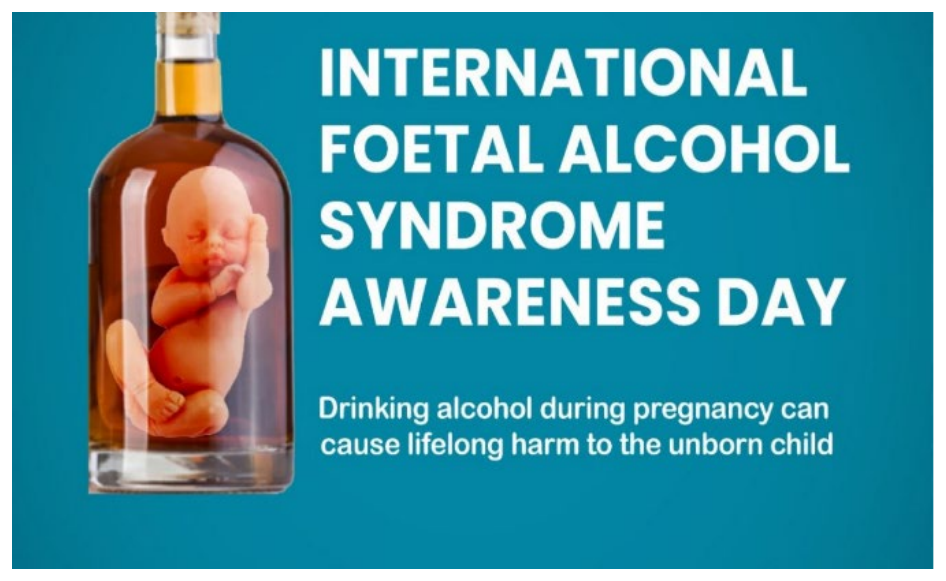 INTERNATIONAL
FOETAL ALCOHOL
SYNDROME
AWARENESS DAY
Drinking alcohol during pregnancy can
cause lifelong harm to the unborn child